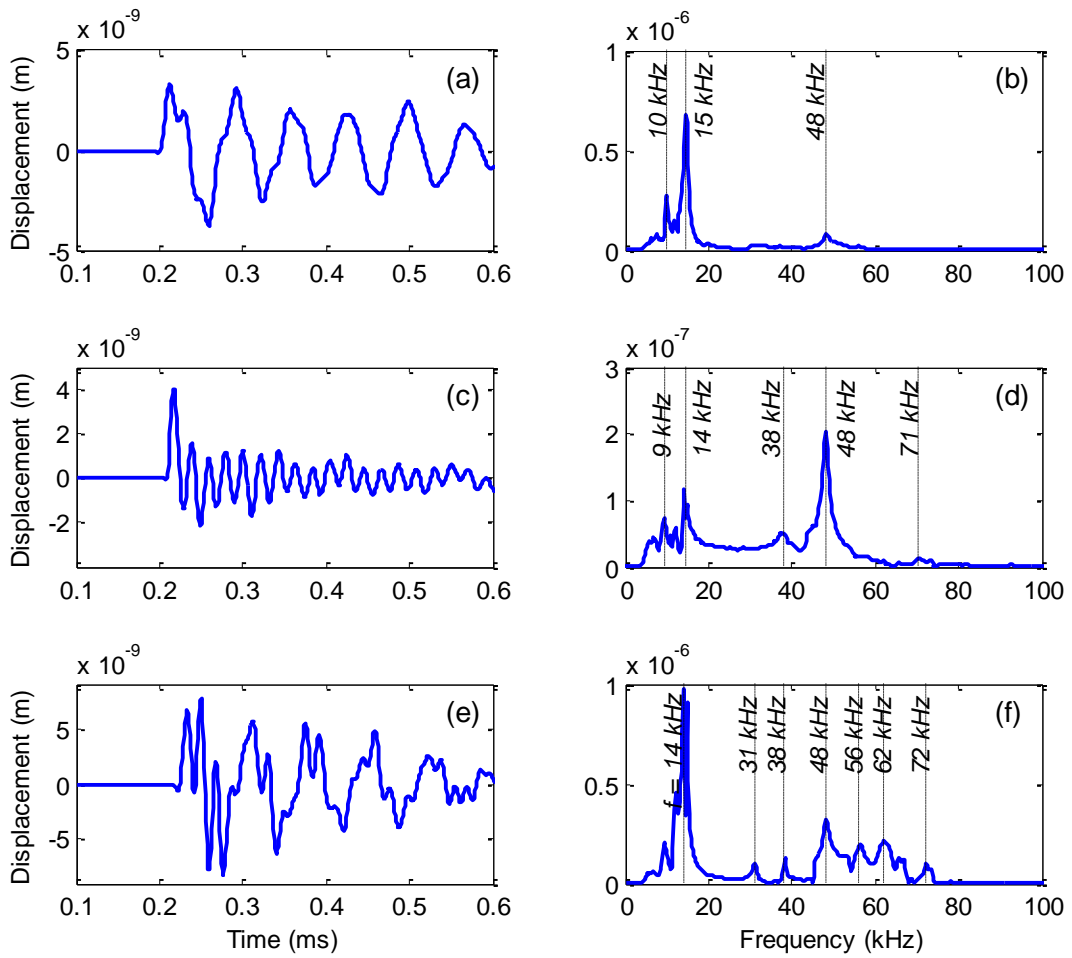 x 10^-9
Displacement (m)
5
0
-5
0.1 0.2 0.3 0.4 0.5 0.6
(a)
x 10^-6
1
0.5
0
0 20 40 60 80 100
10 kHz
15 kHz
48 kHz
(b)
x 10^-9
Displacement (m)
4
2
0
-2
0.1 0.2 0.3 0.4 0.5 0.6
(c)
x 10^-7
3
2
1
0
0 20 40 60 80 100
9 kHz
14 kHz
38 kHz
48 kHz
71 kHz
(d)
x 10^-9
Displacement (m)
5
0
-5
0.1 0.2 0.3 0.4 0.5 0.6
Time (ms)
(e)
x 10^-6
1
0.5
0
0 20 40 60 80 100
Frequency (kHz)
f = 14 kHz
31 kHz
38 kHz
48 kHz
56 kHz
62 kHz
72 kHz
(f)